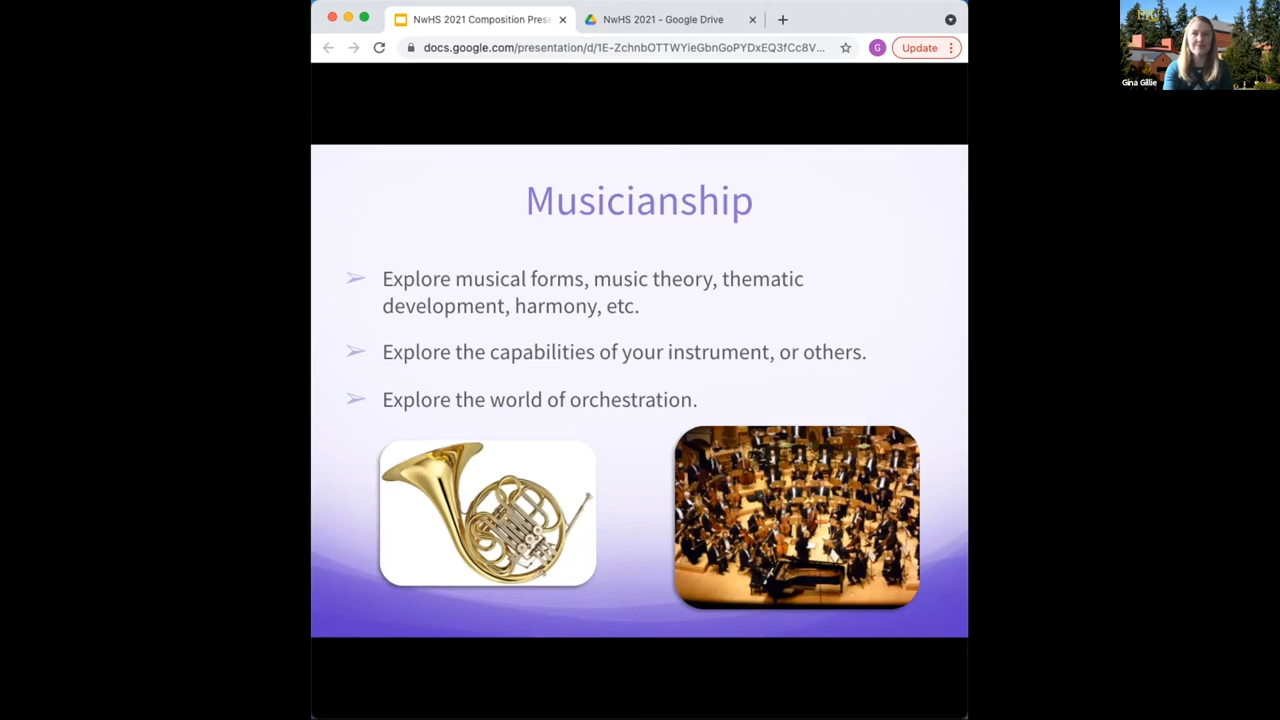 NwHS 2021 Composition Prese
NwHS 2021 - Google Drive
docs.google.com/presentation/d/1E-ZchnbOTTWYieGbnGoPYDxEQ3fCc8V...
G
Update
Gina Gillie
Musicianship
Explore musical forms, music theory, thematic
development, harmony, etc.
Explore the capabilities of your instrument, or others.
Explore the world of orchestration.